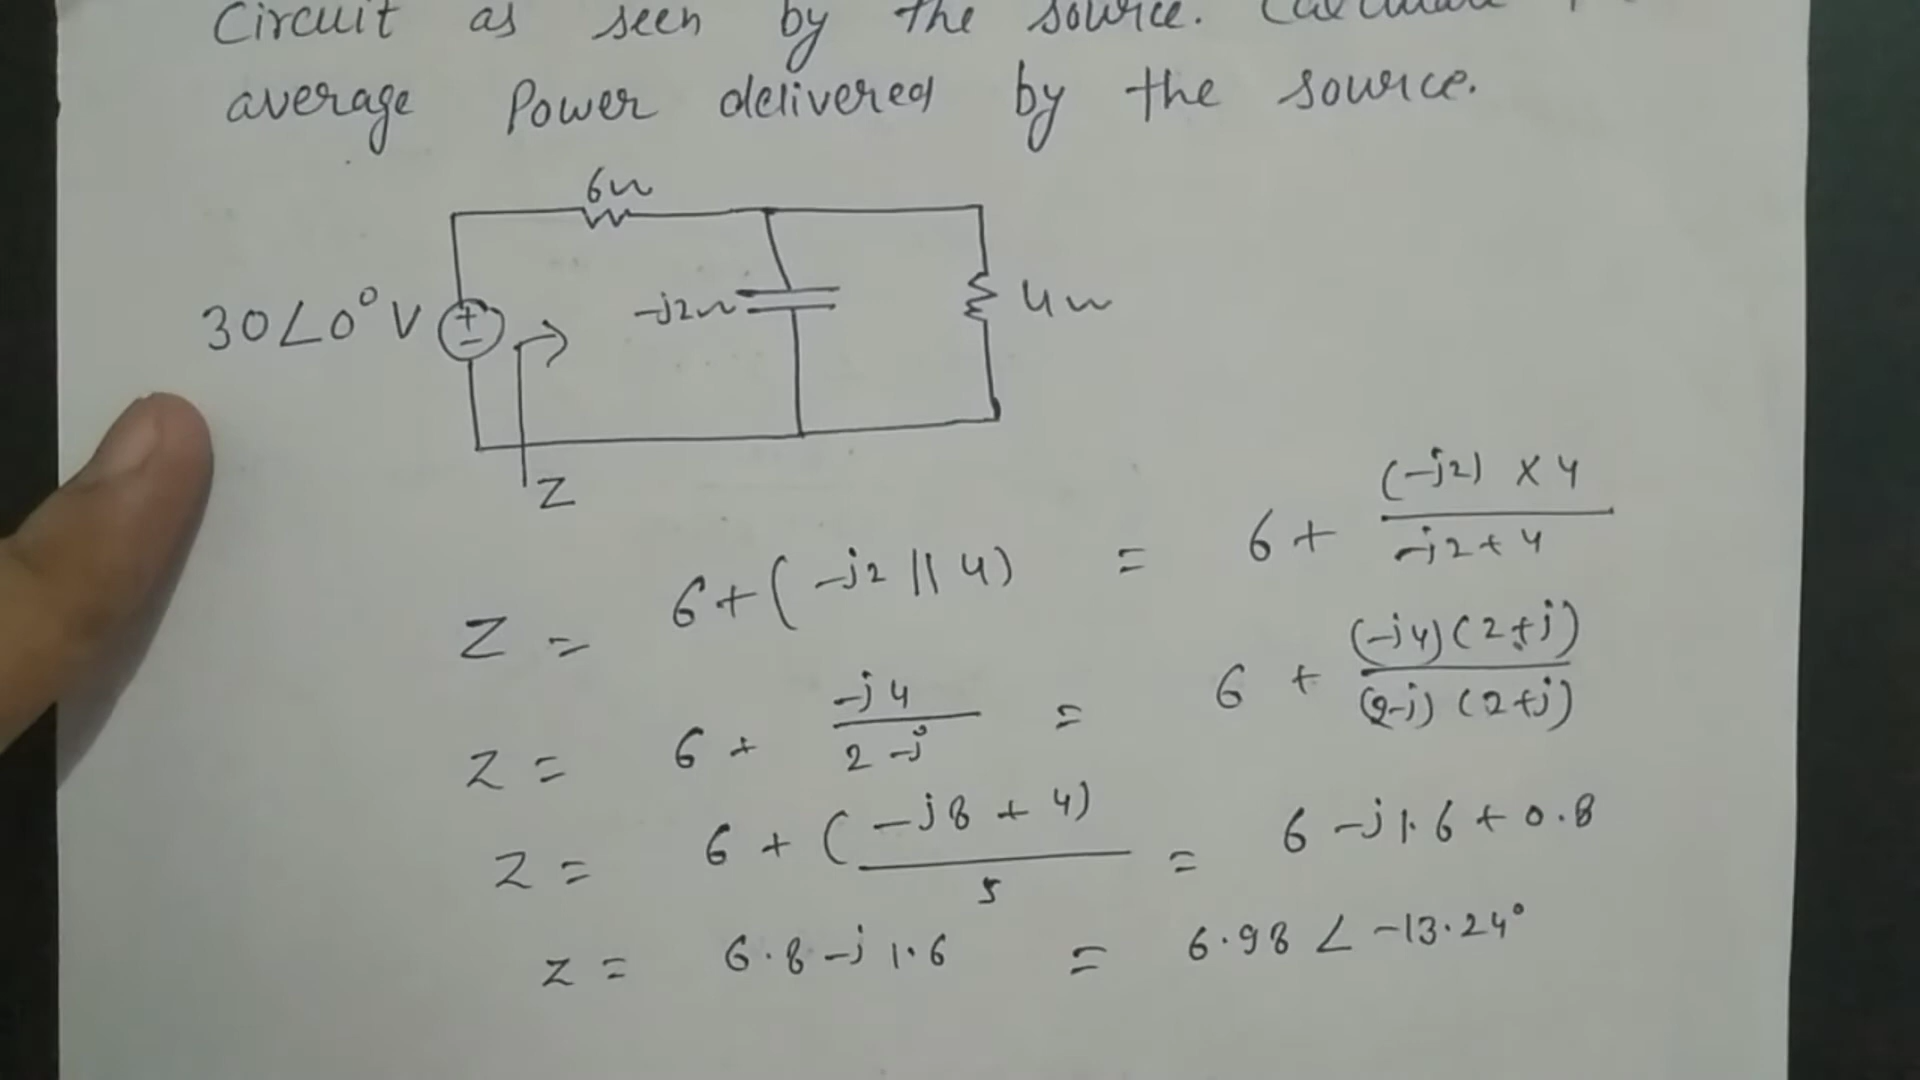 Circuit as seen by the source.
average Power delivered by the source.
6Ω
30∠0° V
+
−
-j2Ω
4Ω
Z
Z = 6+(-j2 || 4) = 6+ (-j2) x 4 / -j2+4
Z = 6 + -j4 / 2-j = 6 + (-j4)(2+j) / (2-j)(2+j)
Z = 6 + (-j8 + 4) / 5 = 6 -j1.6 + 0.8
Z = 6.8-j1.6 = 6.98 ∠ -13.24°